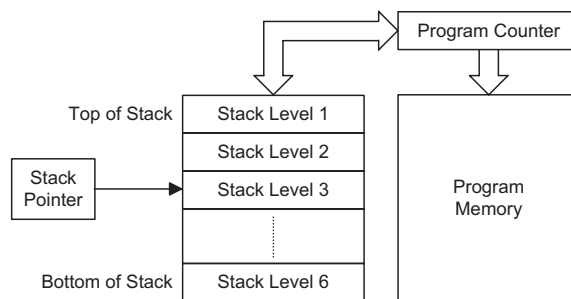 Program Counter
Top of Stack
Stack Level 1
Stack Level 2
Stack
Pointer
Stack Level 3
Program
Memory
Bottom of Stack
Stack Level 6